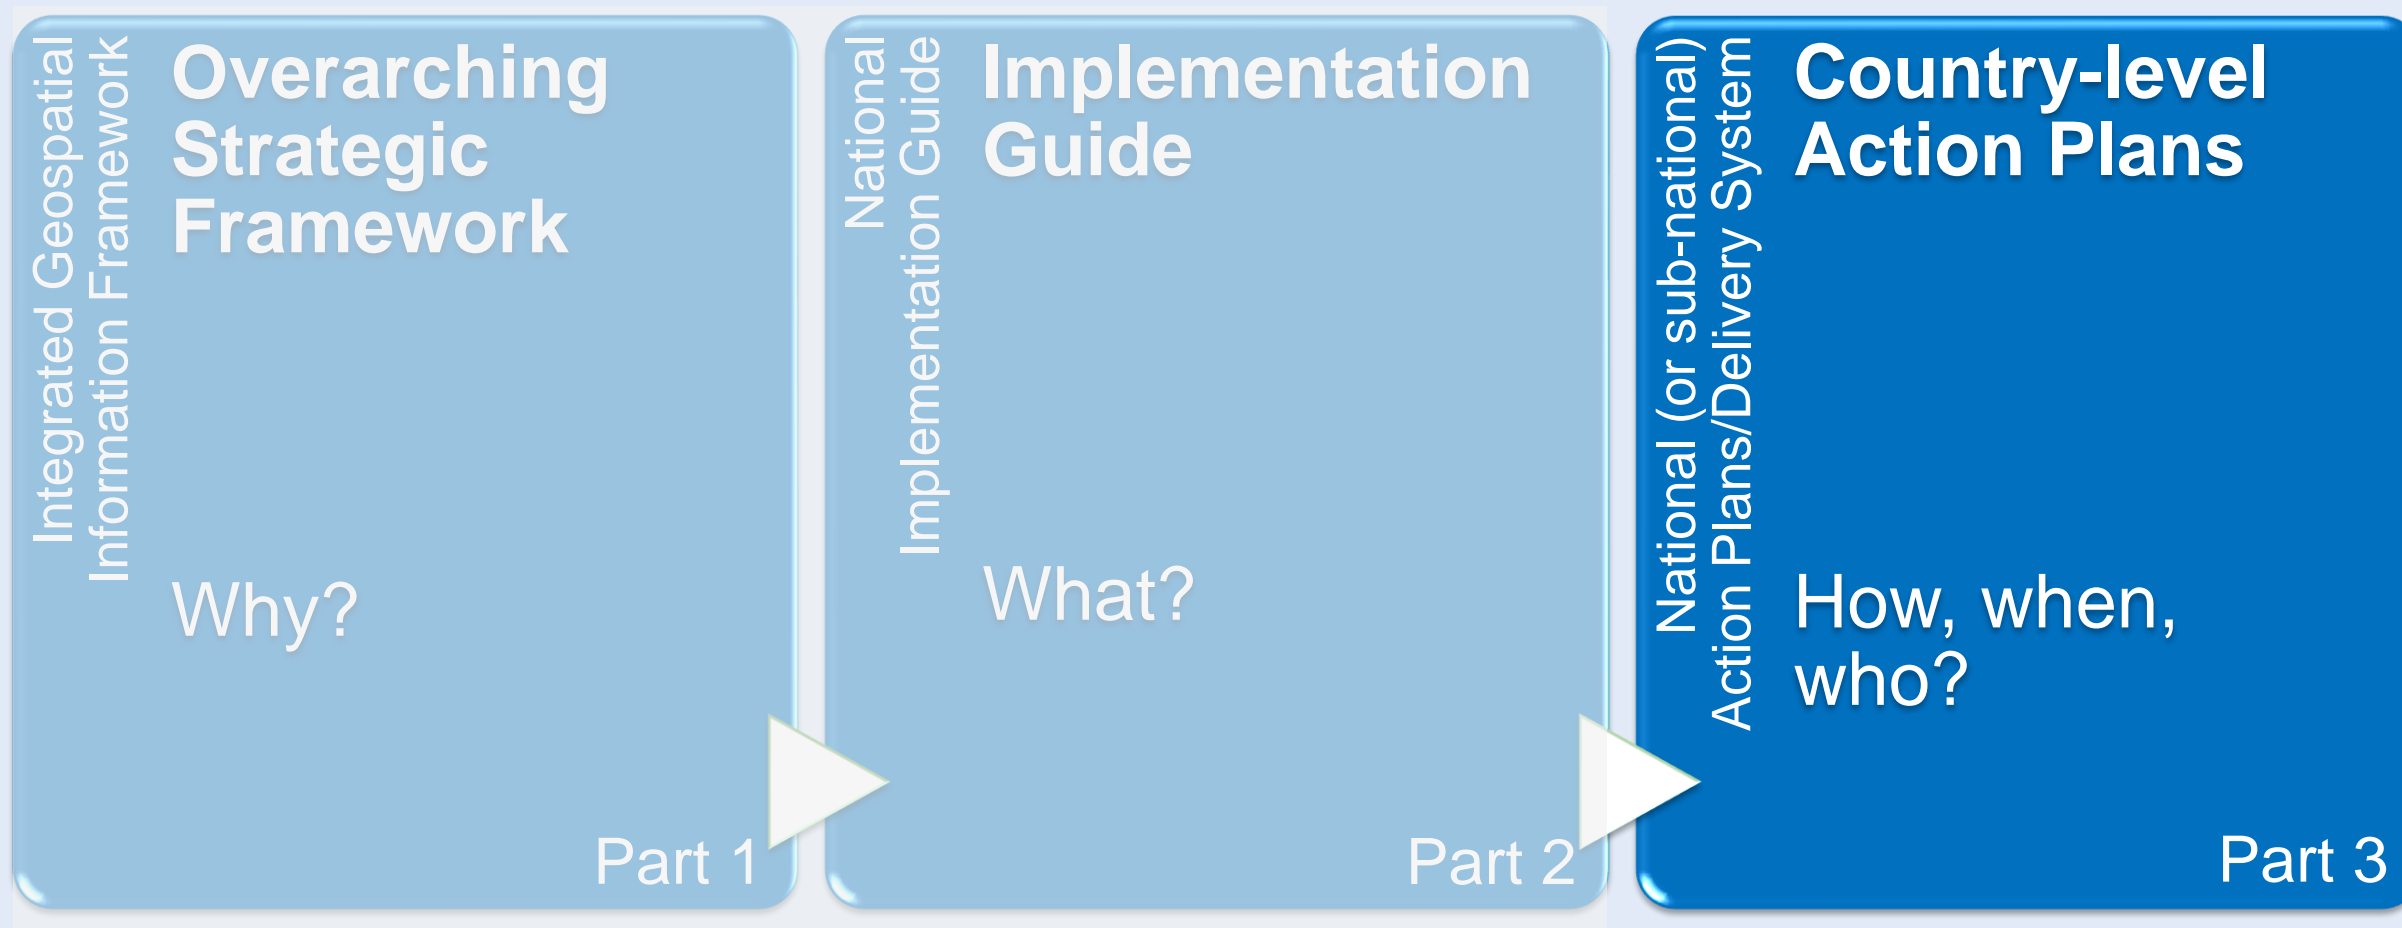 Integrated Geospatial
Information Framework
Overarching
Strategic
Framework
Why?
Part 1
National
Implementation Guide
Implementation
Guide
What?
Part 2
National (or sub-national)
Action Plans/Delivery System
Country-level
Action Plans
How, when,
who?
Part 3